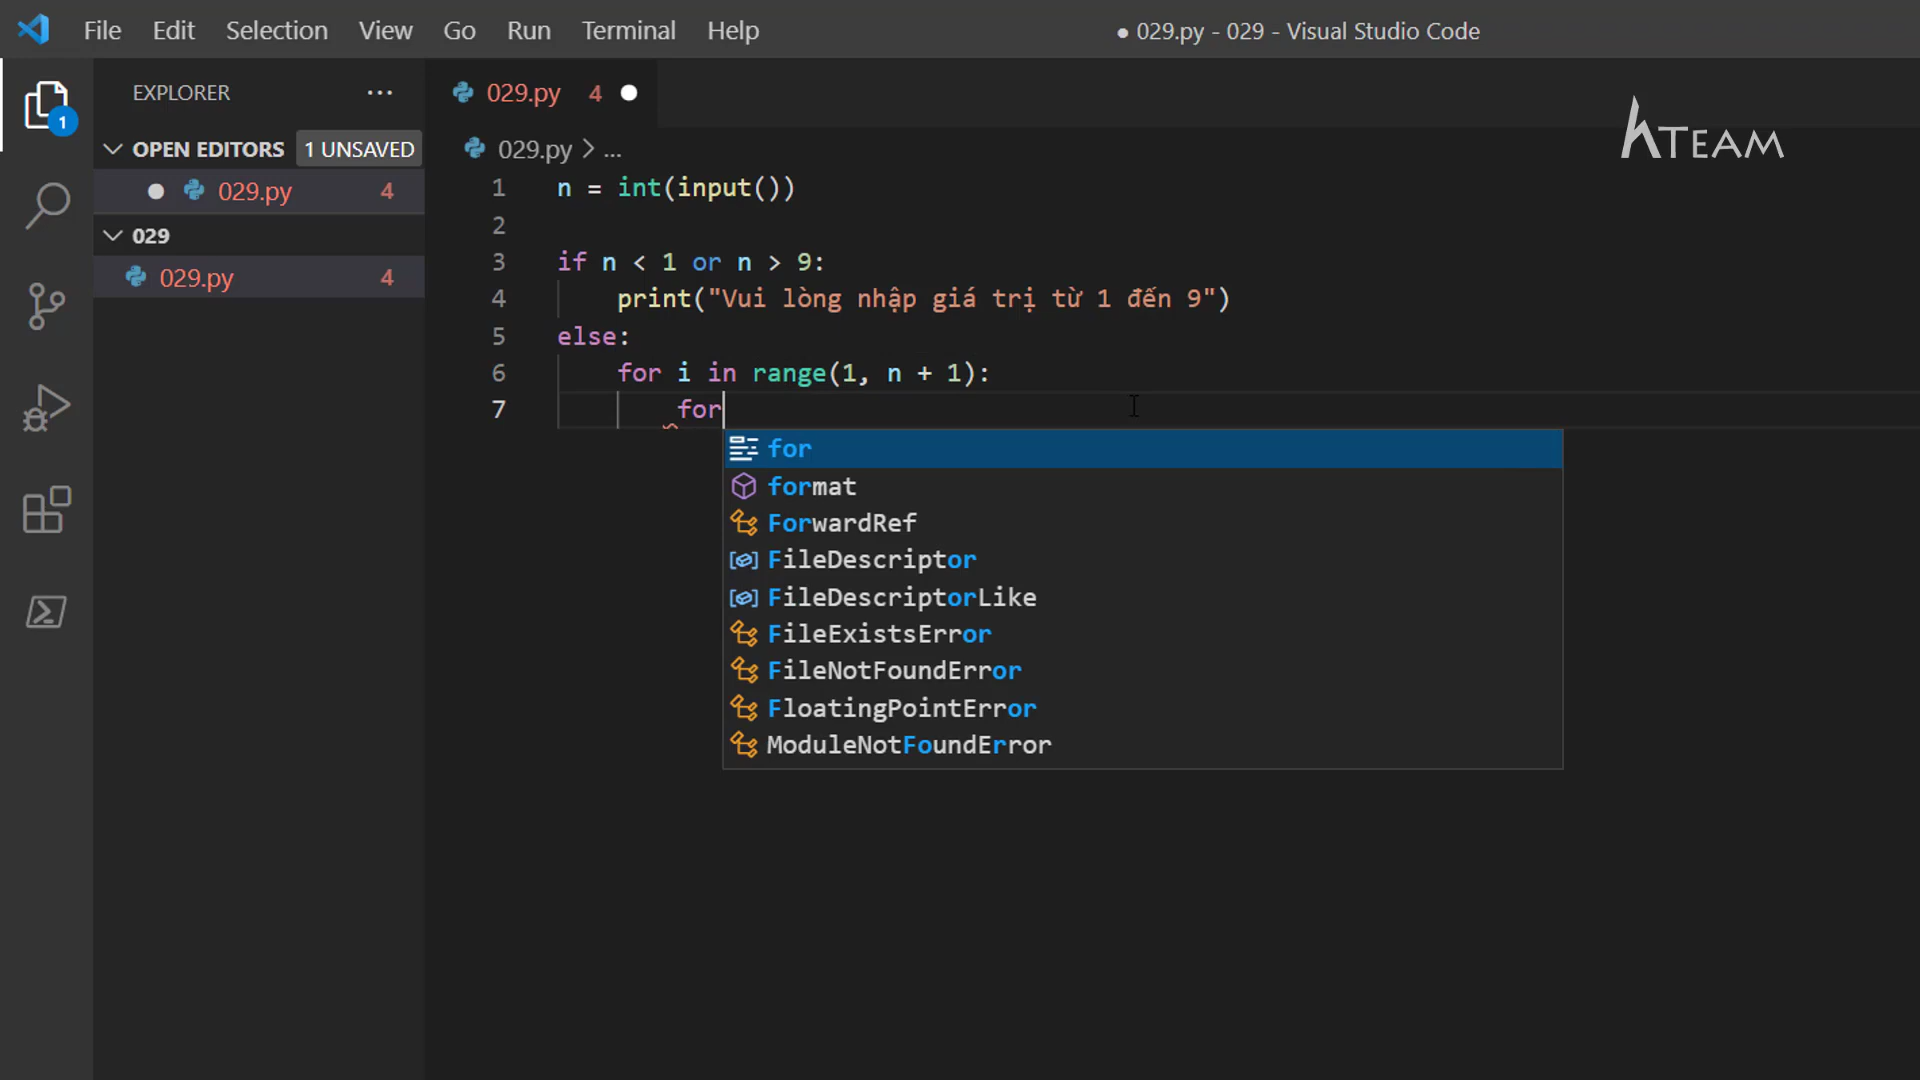 File Edit Selection View Go Run Terminal Help
● 029.py - 029 - Visual Studio Code
1
EXPLORER ...
OPEN EDITORS 1 UNSAVED
● 029.py 4
029
029.py 4
029.py 4 ●
029.py > ...
HTEAM
1 n = int(input())
2
3 if n < 1 or n > 9:
4 print("Vui lòng nhập giá trị từ 1 đến 9")
5 else:
6 for i in range(1, n + 1):
7 for
for
format
ForwardRef
FileDescriptor
FileDescriptorLike
FileExistsError
FileNotFoundError
FloatingPointError
ModuleNotFoundError